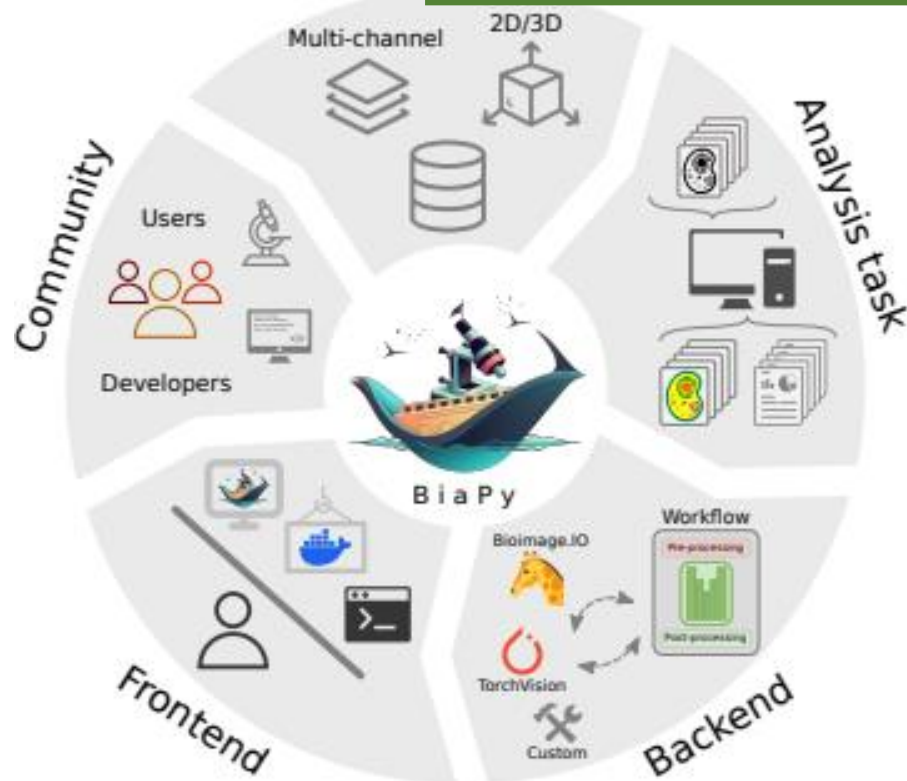 Multi-channel
2D/3D
Analysis task
Community
Users
Developers
BiaPy
Workflow
Pre-processing
Post-processing
Bioimage.IO
TorchVision
Custom
Frontend
Backend